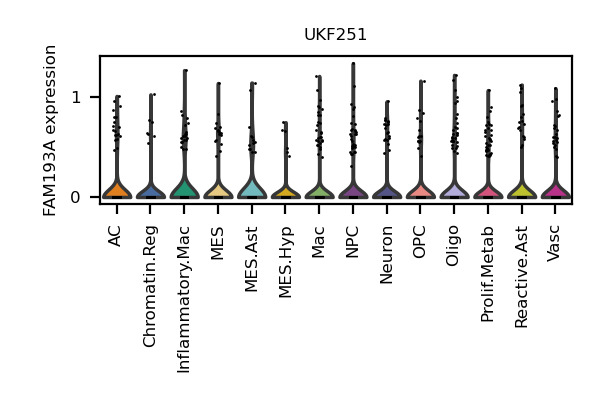 UKF251
FAM193A expression
1
0
AC
Chromatin.Reg
Inflammatory.Mac
MES
MES.Ast
MES.Hyp
Mac
NPC
Neuron
OPC
Oligo
Prolif.Metab
Reactive.Ast
Vasc